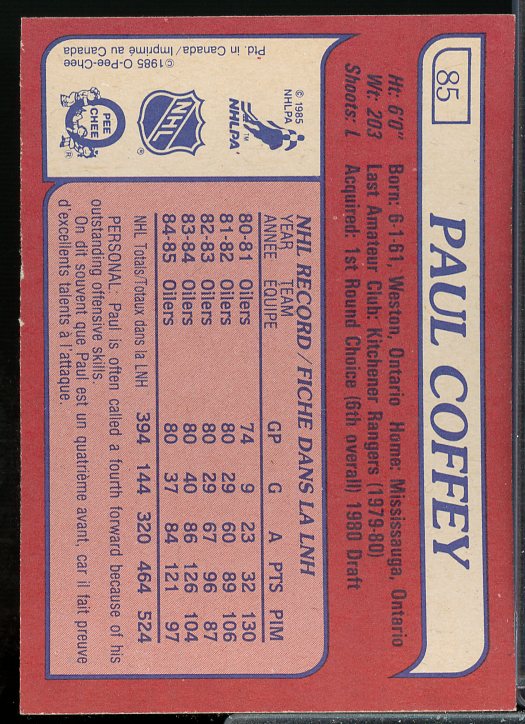 85
PAUL COFFEY
Ht: 6'0" Born: 6-1-61, Weston, Ontario Home: Mississauga, Ontario
Wt: 203 Last Amateur Club: Kitchener Rangers (1979-80)
Shoots: L Acquired: 1st Round Choice (6th overall) 1980 Draft
© 1985
NHLPA
NHLPA
NHL
O
PEE
CHEE
®
©1985 O-Pee-Chee
Ptd. in Canada/Imprimé au Canada
NHL RECORD/FICHE DANS LA LNH
YEAR TEAM
ANNÉE ÉQUIPE GP G A PTS PIM
80-81 Oilers 74 9 23 32 130
81-82 Oilers 80 29 60 89 106
82-83 Oilers 80 29 67 96 87
83-84 Oilers 80 40 86 126 104
84-85 Oilers 80 37 84 121 97
NHL Totals/Totaux dans la LNH 394 144 320 464 524
PERSONAL: Paul is often called a fourth forward because of his
outstanding offensive skills.
On dit souvent que Paul est un quatrième avant, car il fait preuve
d'excellents talents à l'attaque.